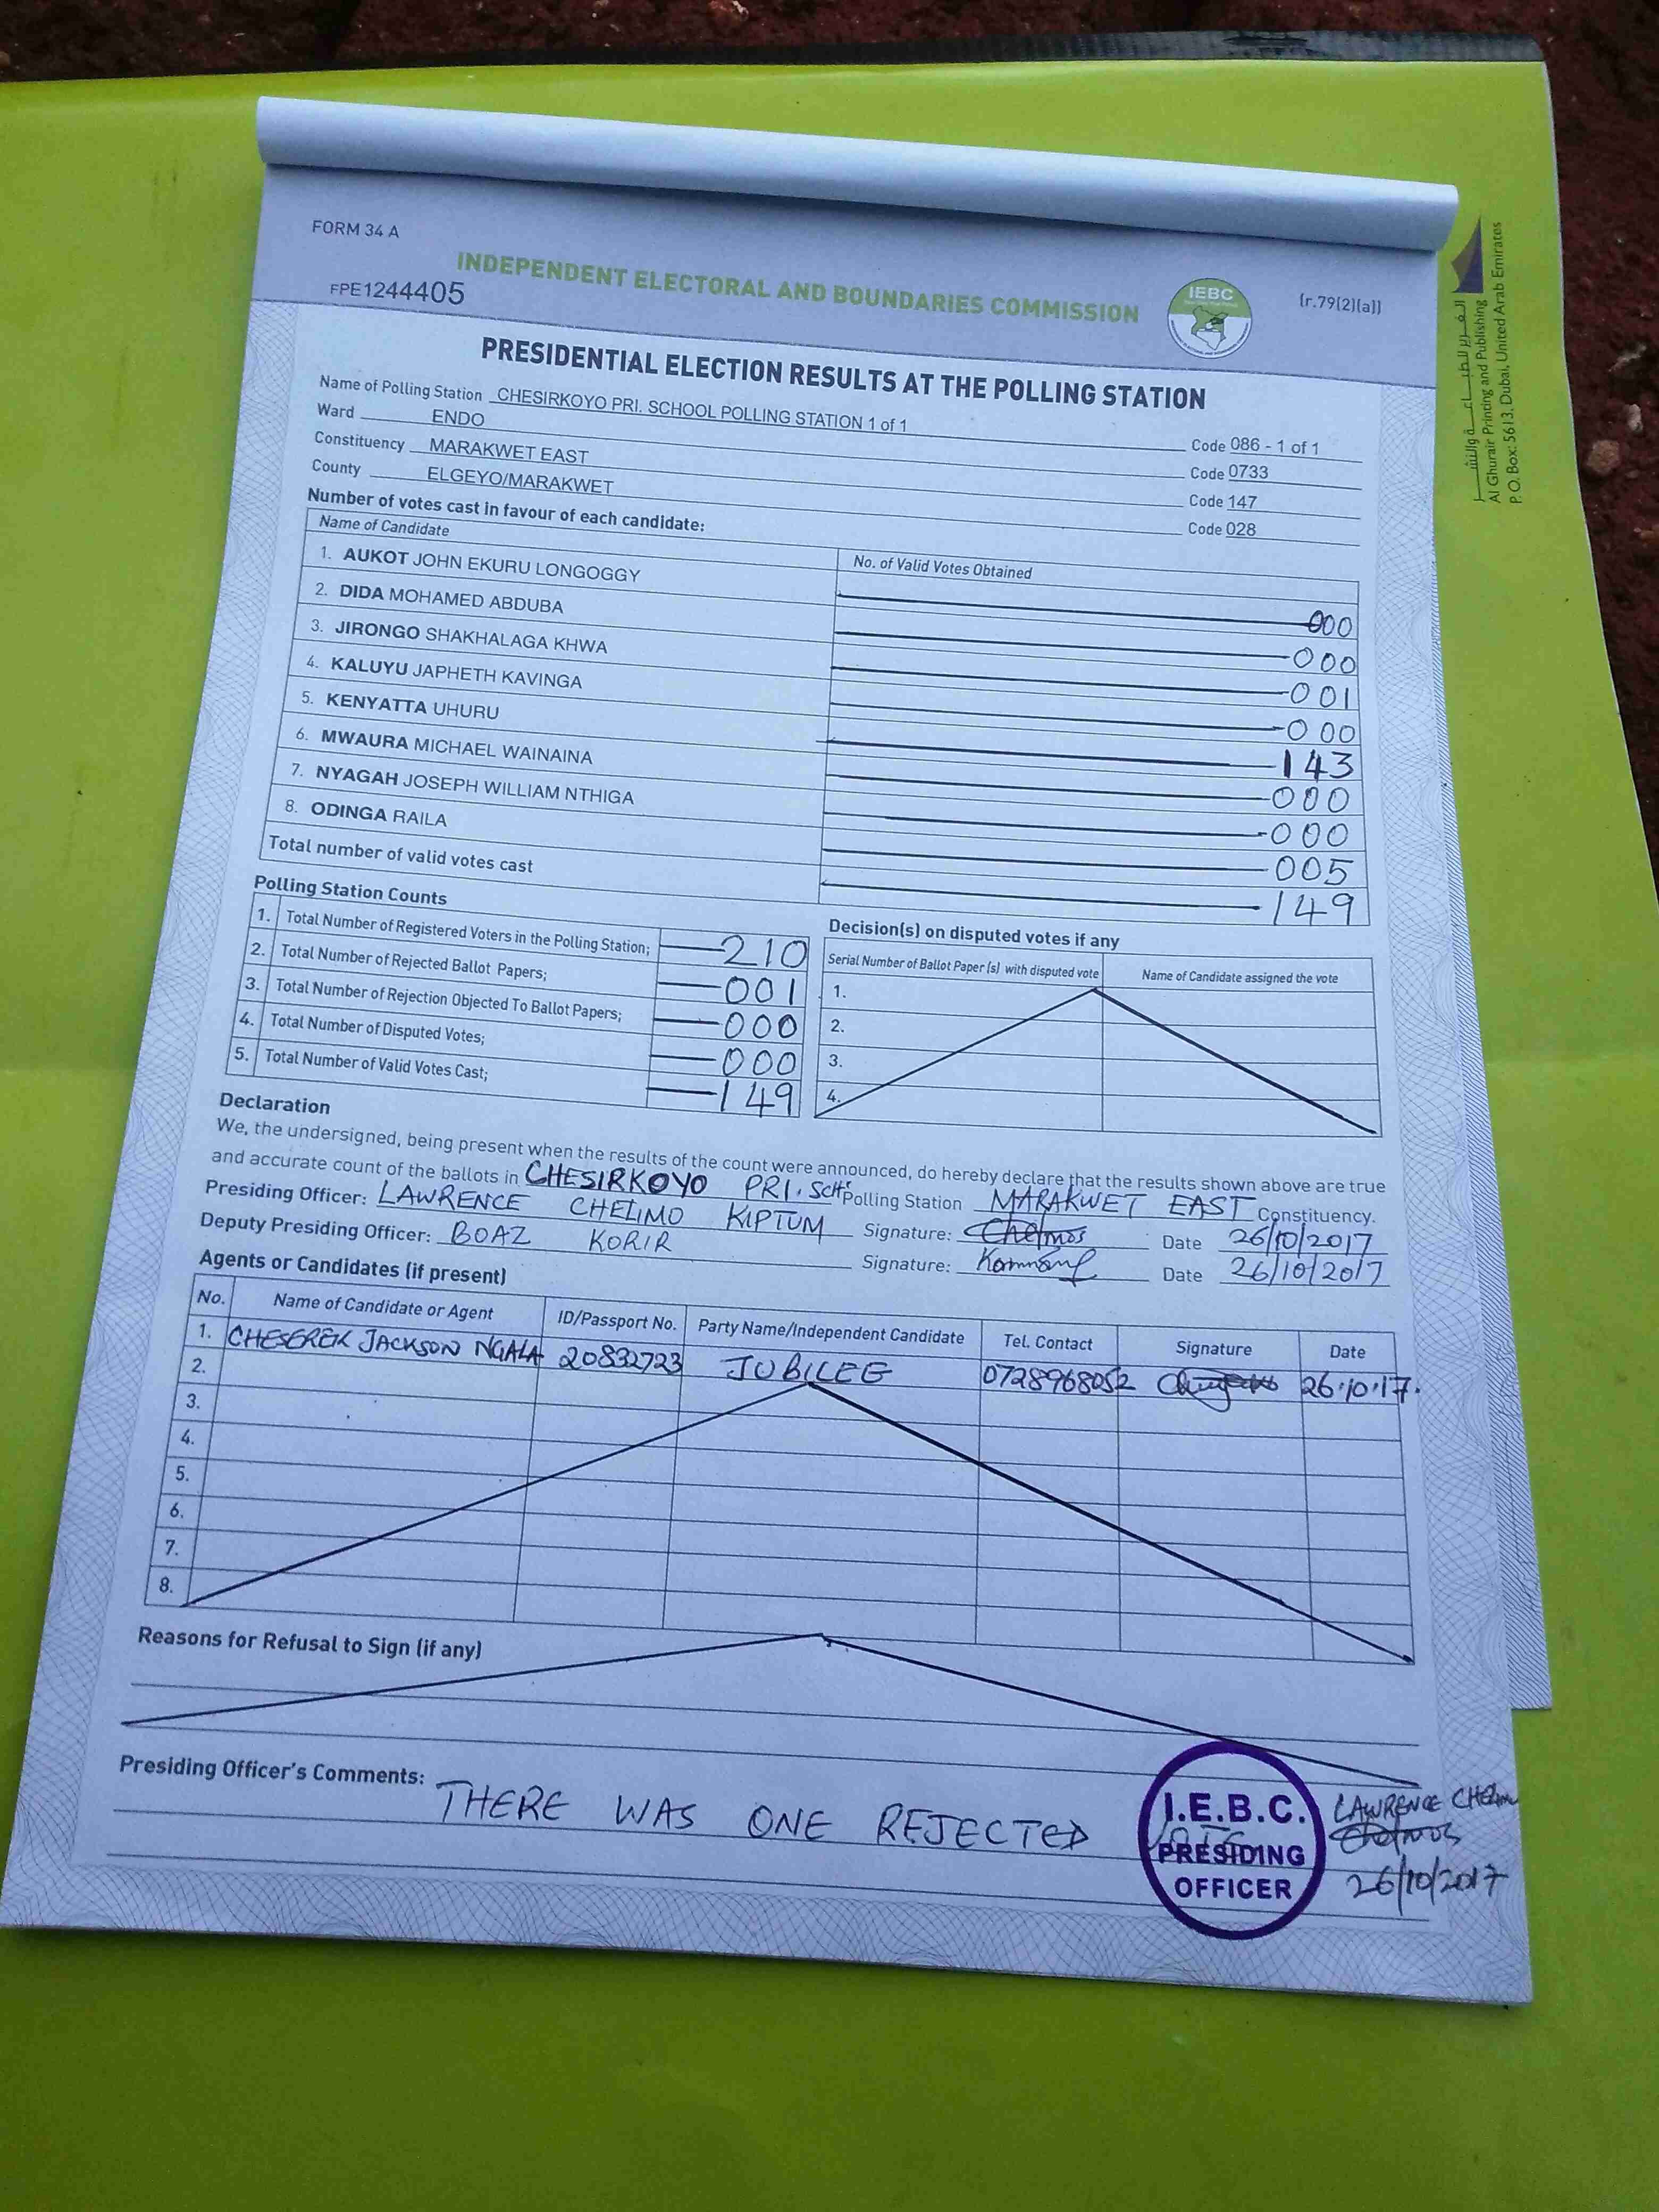 FORM 34 A
INDEPENDENT ELECTORAL AND BOUNDARIES COMMISSION
IEBC
(r.79(2)(a))
FPE1244405
PRESIDENTIAL ELECTION RESULTS AT THE POLLING STATION
Name of Polling Station CHESIRKOYO PRI. SCHOOL POLLING STATION 1 of 1 Code 086 - 1 of 1
Ward ENDO Code 0733
Constituency MARAKWET EAST Code 147
County ELGEYO/MARAKWET Code 028
Number of votes cast in favour of each candidate:
Name of Candidate No. of Valid Votes Obtained
1. AUKOT JOHN EKURU LONGOGGY 000
2. DIDA MOHAMED ABDUBA 000
3. JIRONGO SHAKHALAGA KHWA 001
4. KALUYU JAPHETH KAVINGA 000
5. KENYATTA UHURU 143
6. MWAURA MICHAEL WAINAINA 000
7. NYAGAH JOSEPH WILLIAM NTHIGA 000
8. ODINGA RAILA 005
Total number of valid votes cast 149
Polling Station Counts
1. Total Number of Registered Voters in the Polling Station; 210
2. Total Number of Rejected Ballot Papers; 001
3. Total Number of Rejection Objected To Ballot Papers; 000
4. Total Number of Disputed Votes; 000
5. Total Number of Valid Votes Cast; 149
Decision(s) on disputed votes if any
Serial Number of Ballot Paper (s) with disputed vote Name of Candidate assigned the vote
1.
2.
3.
4.
Declaration
We, the undersigned, being present when the results of the count were announced, do hereby declare that the results shown above are true
and accurate count of the ballots in CHESIRKOYO PRI. SCH Polling Station MARAKWET EAST Constituency.
Presiding Officer: LAWRENCE CHELIMO KIPTUM Signature: Date 26/10/2017
Deputy Presiding Officer: BOAZ KORIR Signature: Date 26/10/2017
Agents or Candidates (if present)
No. Name of Candidate or Agent ID/Passport No. Party Name/Independent Candidate Tel. Contact Signature Date
1. CHESEREK JACKSON NGALA 20832723 JUBILEE 0728968052 26.10.17.
2.
3.
4.
5.
6.
7.
8.
Reasons for Refusal to Sign (if any)
Presiding Officer's Comments: THERE WAS ONE REJECTED
I.E.B.C.
PRESIDING
OFFICER
LAWRENCE
26/10/2017
الغرير للطباعة والنشر
Al Ghurair Printing and Publishing
P. O. Box: 5613, Dubai, United Arab Emirates